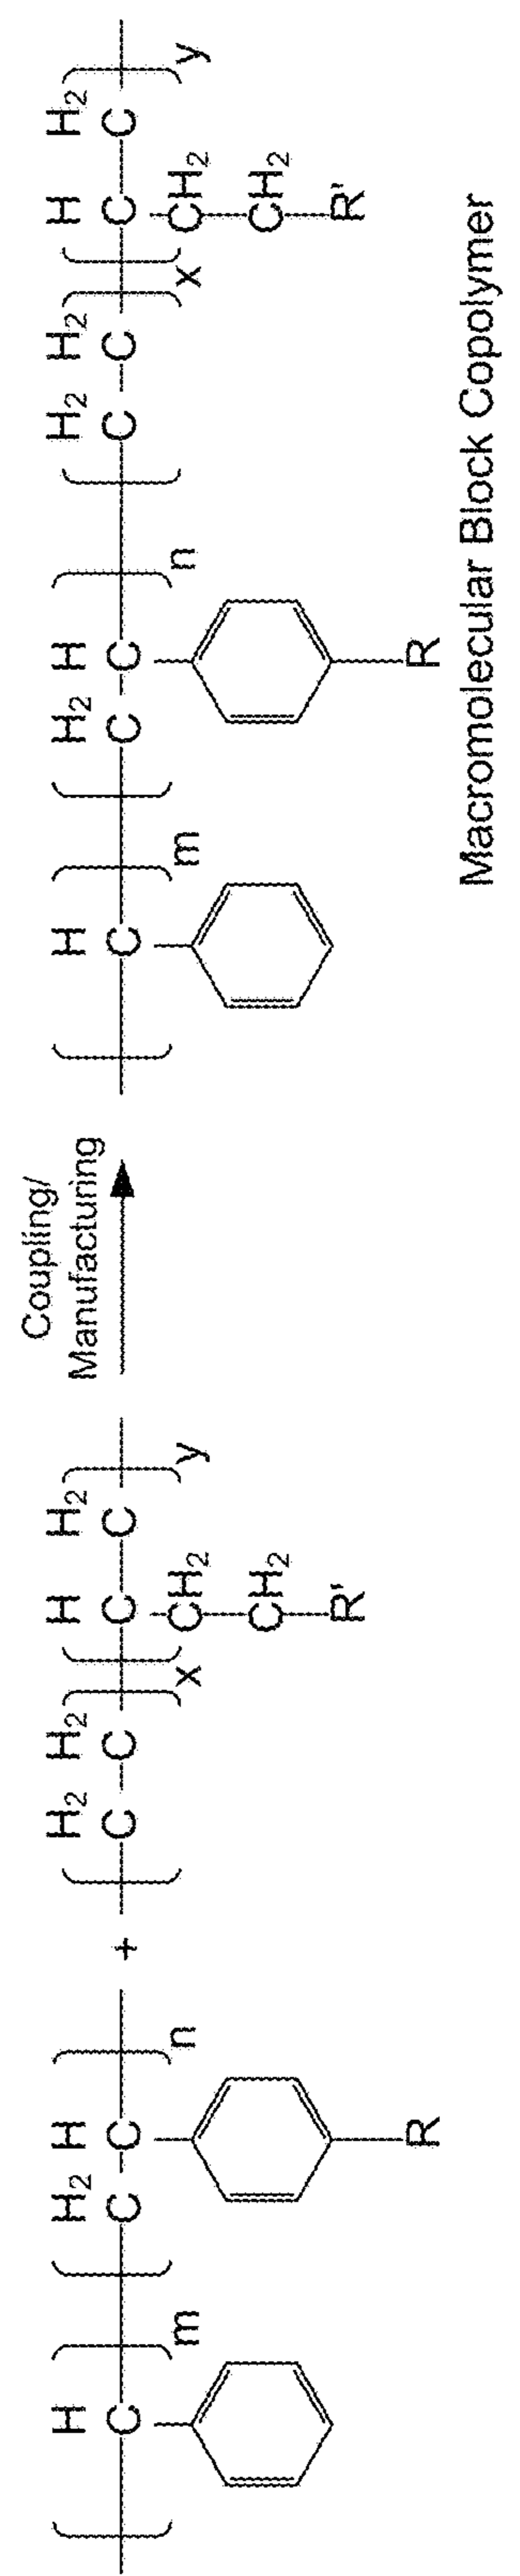 Coupling/
Manufacturing
H H₂ H H₂ H₂ H H₂ H H₂ H H₂ H₂ H H₂
C C C + C C C C C C C C C C C
m n x y m n x y
CH₂ CH₂
CH₂ CH₂
R' R'
R R
Macromolecular Block Copolymer